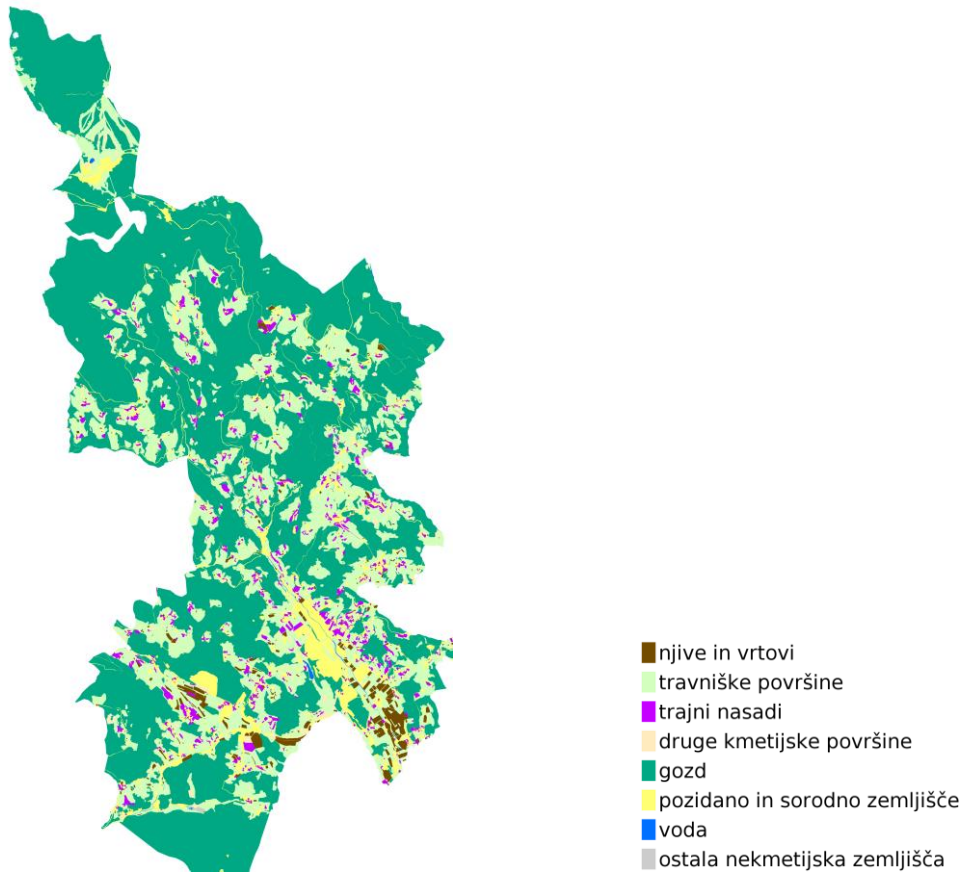 njive in vrtovi
travniške površine
trajni nasadi
druge kmetijske površine
gozd
pozidano in sorodno zemljišče
voda
ostala nekmetijska zemljišča